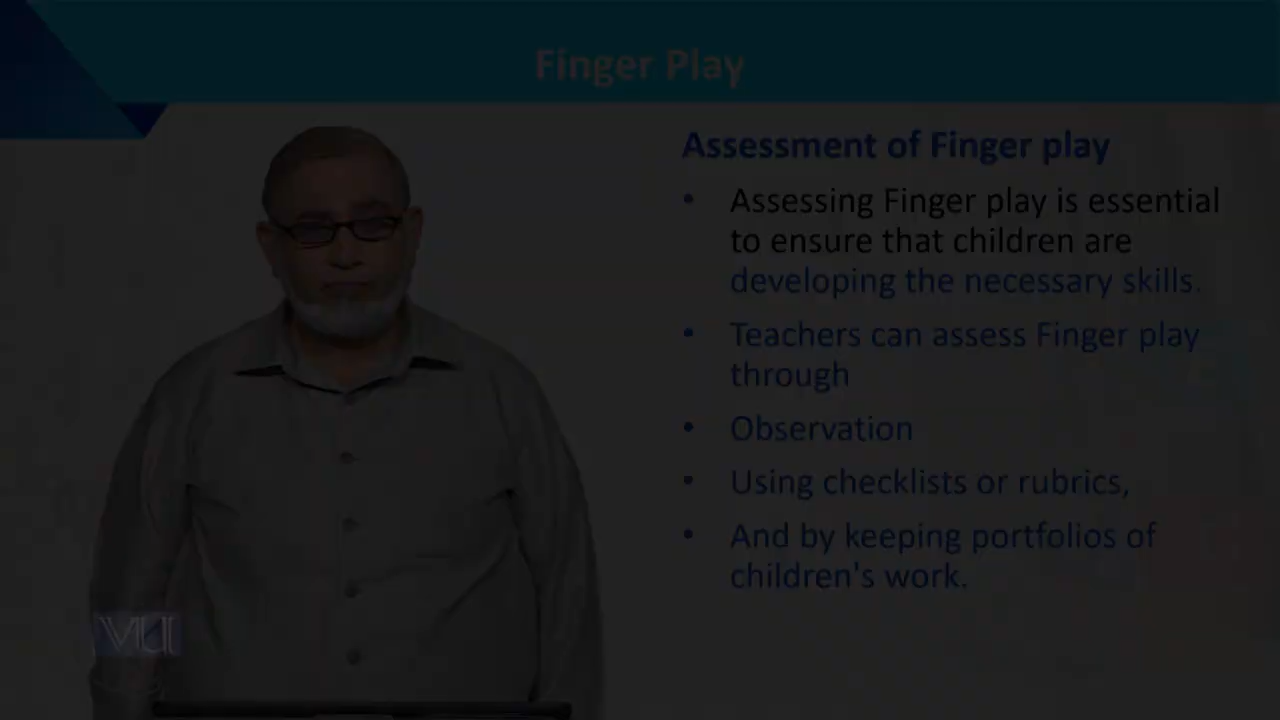 Finger Play
Assessment of Finger play
• Assessing Finger play is essential
to ensure that children are
developing the necessary skills.
• Teachers can assess Finger play
through
• Observation
• Using checklists or rubrics,
• And by keeping portfolios of
children's work.
VU